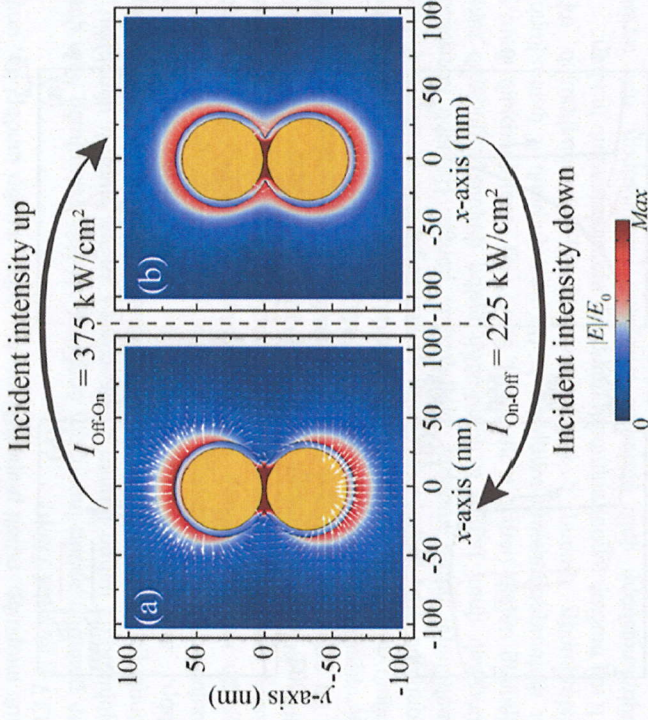 Incident intensity up
I_Off-On = 375 kW/cm²
(a)
(b)
100
50
0
-50
-100
y-axis (nm)
-100 -50 0 50 100
x-axis (nm)
-100 -50 0 50 100
x-axis (nm)
I_On-Off = 225 kW/cm²
Incident intensity down
|E|/E₀
0
Max